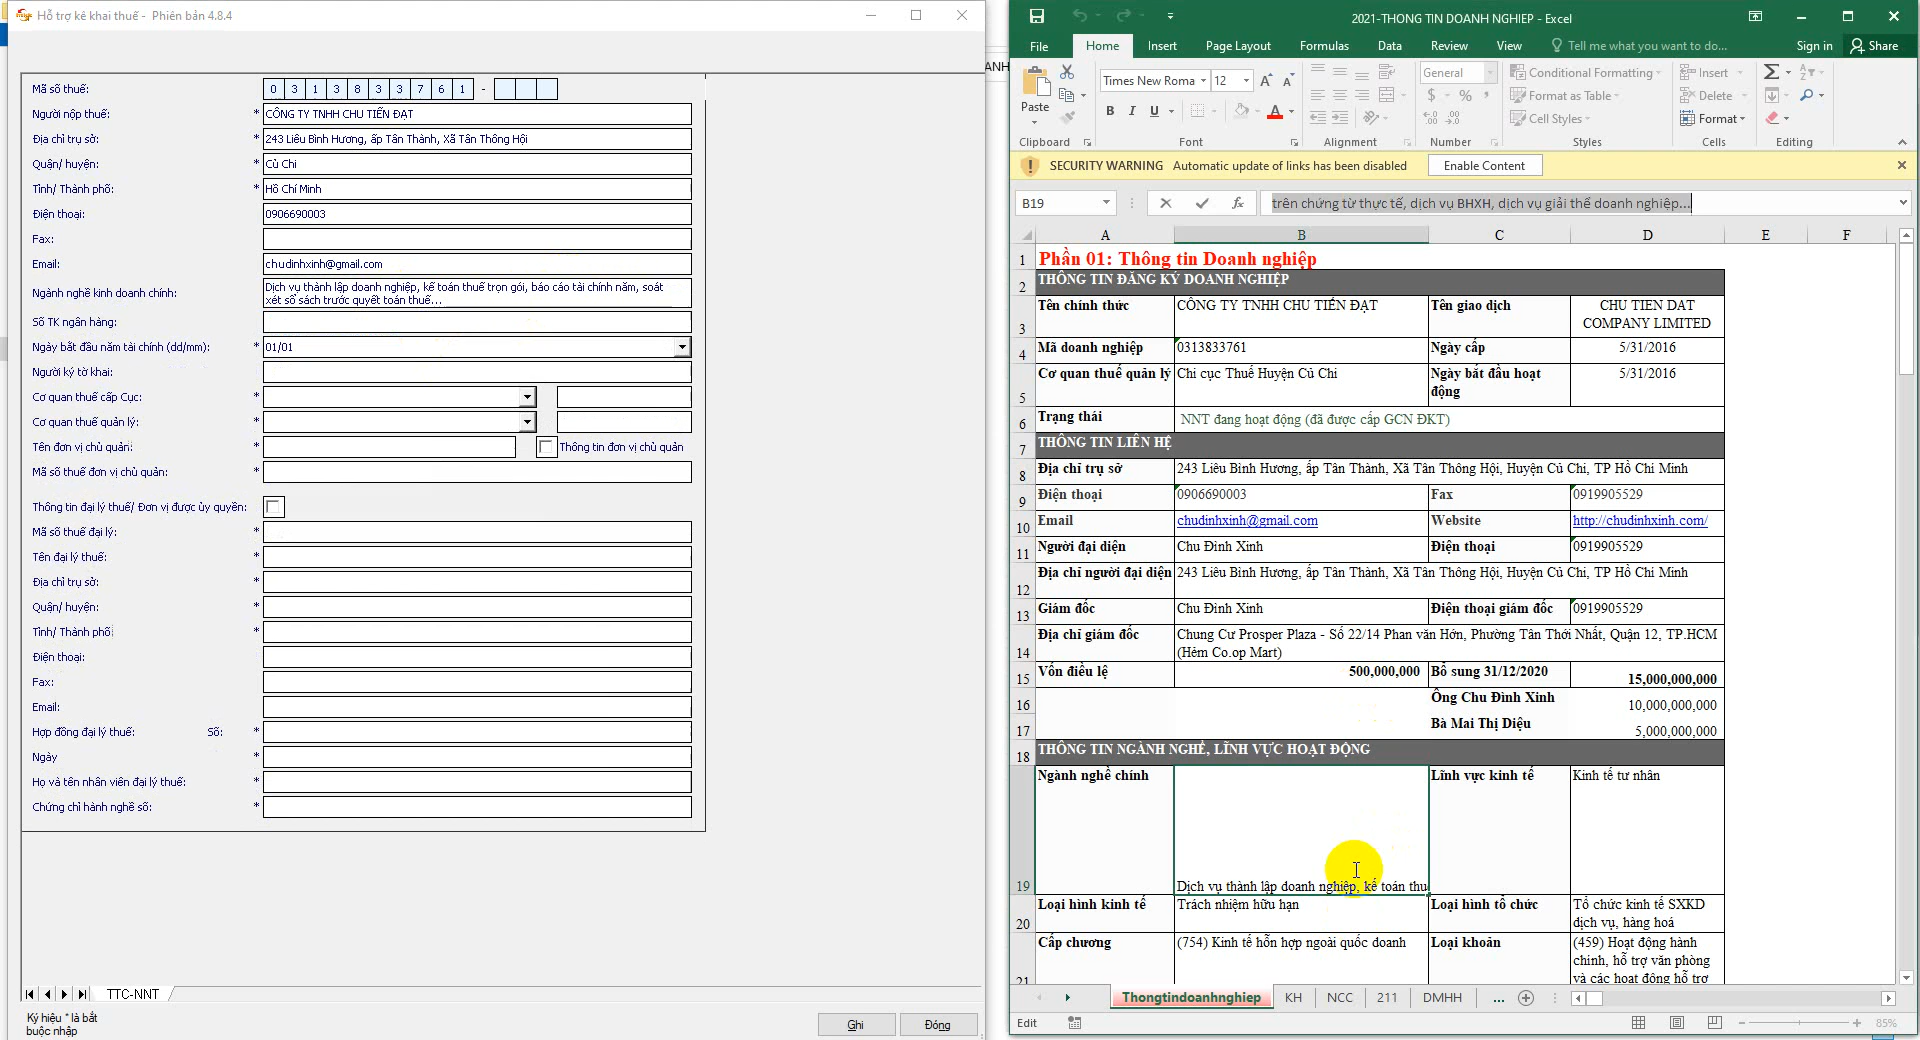 Hỗ trợ kê khai thuế - Phiên bản 4.8.4
Mã số thuế:
0 3 1 3 8 3 3 7 6 1 -
Người nộp thuế: * CÔNG TY TNHH CHU TIẾN ĐẠT
Địa chỉ trụ sở: * 243 Liêu Bình Hương, ấp Tân Thành, Xã Tân Thông Hội
Quận/ huyện: * Củ Chi
Tỉnh/ Thành phố: * Hồ Chí Minh
Điện thoại: 0906690003
Fax:
Email: chudinhxinh@gmail.com
Ngành nghề kinh doanh chính:
Dịch vụ thành lập doanh nghiệp, kế toán thuế trọn gói, báo cáo tài chính năm, soát
xét sổ sách trước quyết toán thuế...
Số TK ngân hàng:
Ngày bắt đầu năm tài chính (dd/mm): * 01/01
Người ký tờ khai: *
Cơ quan thuế cấp Cục: *
Cơ quan thuế quản lý: *
Tên đơn vị chủ quản: * Thông tin đơn vị chủ quản
Mã số thuế đơn vị chủ quản: *
Thông tin đại lý thuế/ Đơn vị được ủy quyền:
Mã số thuế đại lý: *
Tên đại lý thuế: *
Địa chỉ trụ sở: *
Quận/ huyện: *
Tỉnh/ Thành phố: *
Điện thoại:
Fax: *
Email: *
Hợp đồng đại lý thuế: Số: *
Ngày *
Họ và tên nhân viên đại lý thuế: *
Chứng chỉ hành nghề số: *
TTC-NNT
Ký hiệu * là bắt
buộc nhập
Ghi
Đóng
ANH
2021-THONG TIN DOANH NGHIEP - Excel
File Home Insert Page Layout Formulas Data Review View Tell me what you want to do... Sign in Share
Paste
Times New Roma 12
B I U A
General
$ % ,
Conditional Formatting
Format as Table
Cell Styles
Insert
Delete
Format
Clipboard Font Alignment Number Styles Cells Editing
SECURITY WARNING Automatic update of links has been disabled Enable Content
B19 fx trên chứng từ thực tế, dịch vụ BHXH, dịch vụ giải thể doanh nghiệp...
A B C D E F
1 Phần 01: Thông tin Doanh nghiệp
2 THÔNG TIN ĐĂNG KÝ DOANH NGHIỆP
3 Tên chính thức CÔNG TY TNHH CHU TIẾN ĐẠT Tên giao dịch CHU TIEN DAT
COMPANY LIMITED
4 Mã doanh nghiệp 0313833761 Ngày cấp 5/31/2016
5 Cơ quan thuế quản lý Chi cục Thuế Huyện Củ Chi Ngày bắt đầu hoạt
động 5/31/2016
6 Trạng thái NNT đang hoạt động (đã được cấp GCN ĐKT)
7 THÔNG TIN LIÊN HỆ
8 Địa chỉ trụ sở 243 Liêu Bình Hương, ấp Tân Thành, Xã Tân Thông Hội, Huyện Củ Chi, TP Hồ Chí Minh
9 Điện thoại 0906690003 Fax 0919905529
10 Email chudinhxinh@gmail.com Website http://chudinhxinh.com/
11 Người đại diện Chu Đình Xinh Điện thoại 0919905529
12 Địa chỉ người đại diện 243 Liêu Bình Hương, ấp Tân Thành, Xã Tân Thông Hội, Huyện Củ Chi, TP Hồ Chí Minh
13 Giám đốc Chu Đình Xinh Điện thoại giám đốc 0919905529
14 Địa chỉ giám đốc Chung Cư Prosper Plaza - Số 22/14 Phan văn Hớn, Phường Tân Thới Nhất, Quận 12, TP.HCM
(Hẻm Co.op Mart)
15 Vốn điều lệ 500,000,000 Bổ sung 31/12/2020 15,000,000,000
16 Ông Chu Đình Xinh 10,000,000,000
17 Bà Mai Thị Diệu 5,000,000,000
18 THÔNG TIN NGÀNH NGHỀ, LĨNH VỰC HOẠT ĐỘNG
19 Ngành nghề chính Dịch vụ thành lập doanh nghiệp, kế toán thu Lĩnh vực kinh tế Kinh tế tư nhân
20 Loại hình kinh tế Trách nhiệm hữu hạn Loại hình tổ chức Tổ chức kinh tế SXKD
dịch vụ, hàng hoá
21 Cấp chương (754) Kinh tế hỗn hợp ngoài quốc doanh Loại khoản (459) Hoạt động hành
chính, hỗ trợ văn phòng
và các hoạt động hỗ trợ
Thongtindoanhnghiep KH NCC 211 DMHH ...
Edit 85%